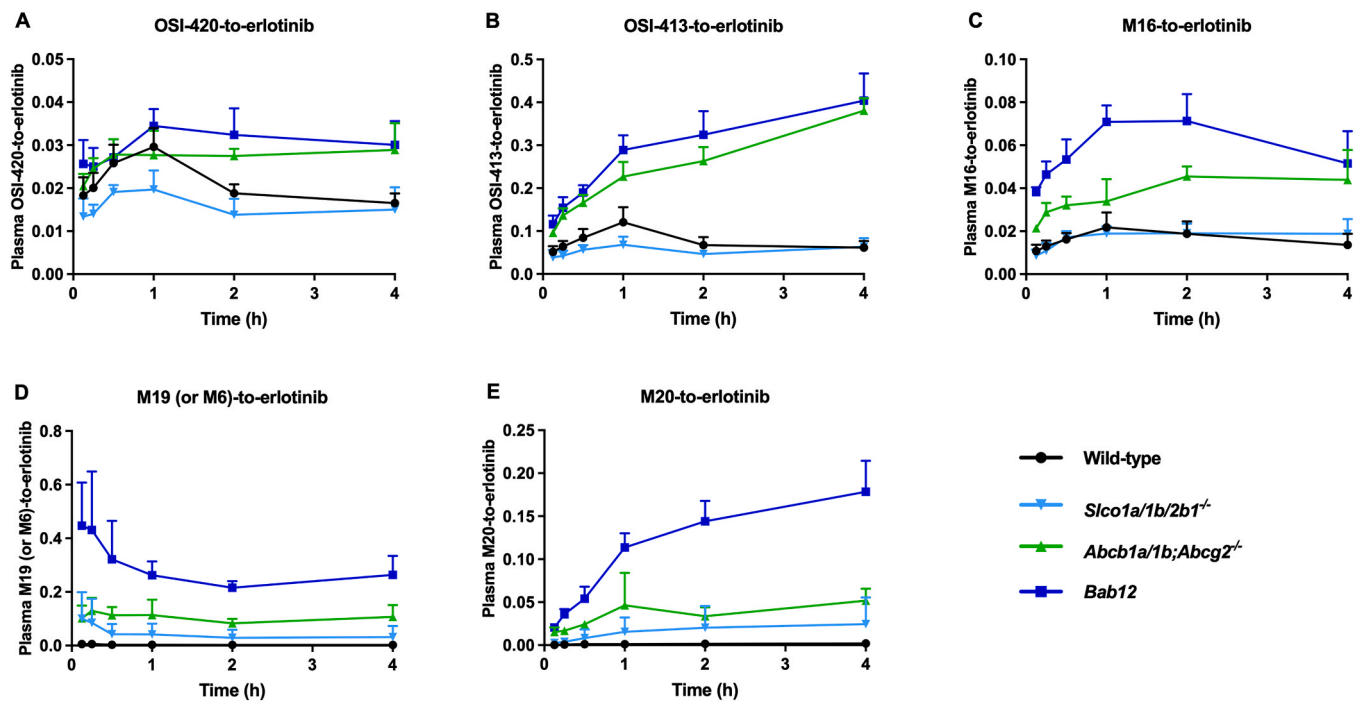 A
OSI-420-to-erlotinib
Plasma OSI-420-to-erlotinib
0.05
0.04
0.03
0.02
0.01
0.00
0 1 2 3 4
Time (h)
B
OSI-413-to-erlotinib
Plasma OSI-413-to-erlotinib
0.5
0.4
0.3
0.2
0.1
0.0
0 1 2 3 4
Time (h)
C
M16-to-erlotinib
Plasma M16-to-erlotinib
0.10
0.08
0.06
0.04
0.02
0.00
0 1 2 3 4
Time (h)
D
M19 (or M6)-to-erlotinib
Plasma M19 (or M6)-to-erlotinib
0.8
0.6
0.4
0.2
0.0
0 1 2 3 4
Time (h)
E
M20-to-erlotinib
Plasma M20-to-erlotinib
0.25
0.20
0.15
0.10
0.05
0.00
0 1 2 3 4
Time (h)
Wild-type
Slco1a/1b/2b1-/-
Abcb1a/1b;Abcg2-/-
Bab12